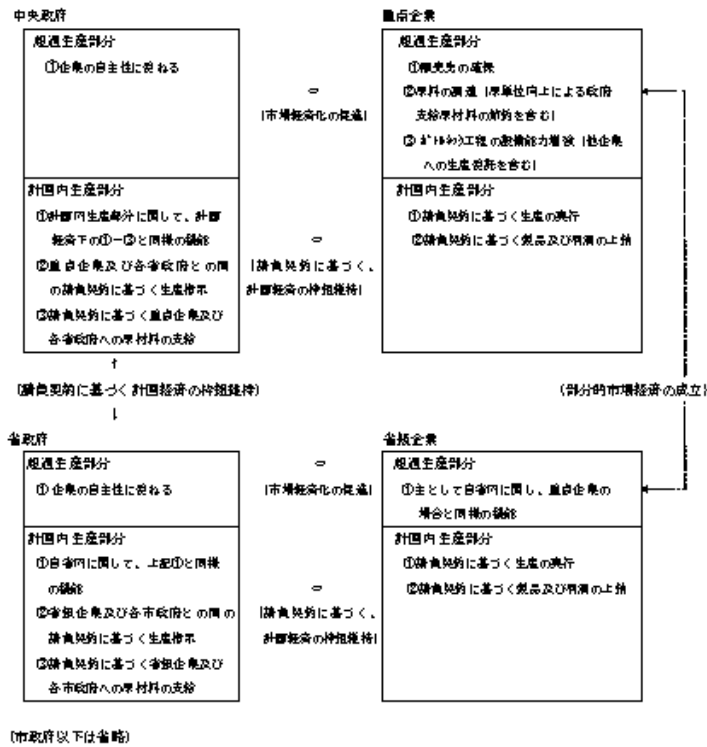 中央政府
重点企業
超過生産部分
①企業の自主性に委ねる
計画内生産部分
①計画内生産部分に関して、計画
経済下の①-③と同様の機能
②重点企業及び各省政府との間
の請負契約に基づく生産指示
③請負契約に基づく重点企業及び
各省政府への原材料の支給
⇔
(市場経済化の促進)
⇔
(請負契約に基づく、
計画経済の枠組維持)
超過生産部分
①販売先の確保
②原料の調達(原単位向上による政府
支給原材料の節約を含む)
③ボトルネック工程の設備能力増強(他企業
への生産委託を含む)
計画内生産部分
①請負契約に基づく生産の実行
②請負契約に基づく製品及び利潤の上納
↑
(請負契約に基づく計画経済の枠組維持)
↓
(部分的市場経済の成立)
省政府
省級企業
超過生産部分
①企業の自主性に委ねる
計画内生産部分
①自省内に関して、上記①と同様
の機能
②省級企業及び各市政府との間の
請負契約に基づく生産指示
③請負契約に基づく省級企業及び
各市政府への原材料の支給
⇔
(市場経済化の促進)
⇔
(請負契約に基づく、
計画経済の枠組維持)
超過生産部分
①主として自省内に関し、重点企業の
場合と同様の機能
計画内生産部分
①請負契約に基づく生産の実行
②請負契約に基づく製品及び利潤の上納
(市政府以下は省略)